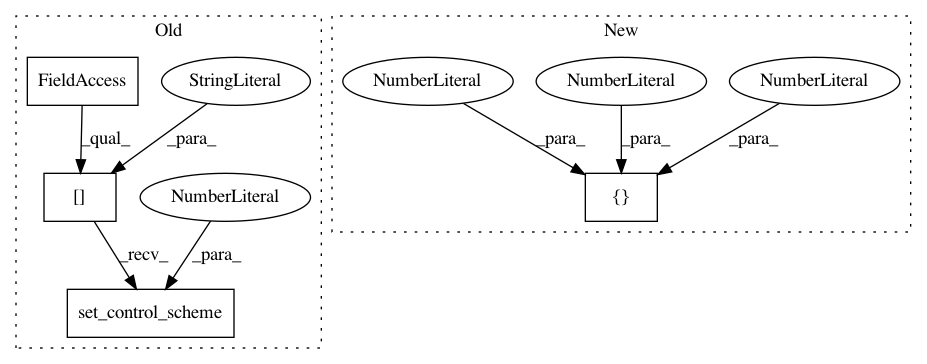 Old
New
FieldAccess
StringLiteral
NumberLiteral
NumberLiteral
NumberLiteral
_qual_
_para_
_para_
_para_
_para_
[]
NumberLiteral
{}
_recv_
_para_
set_control_scheme